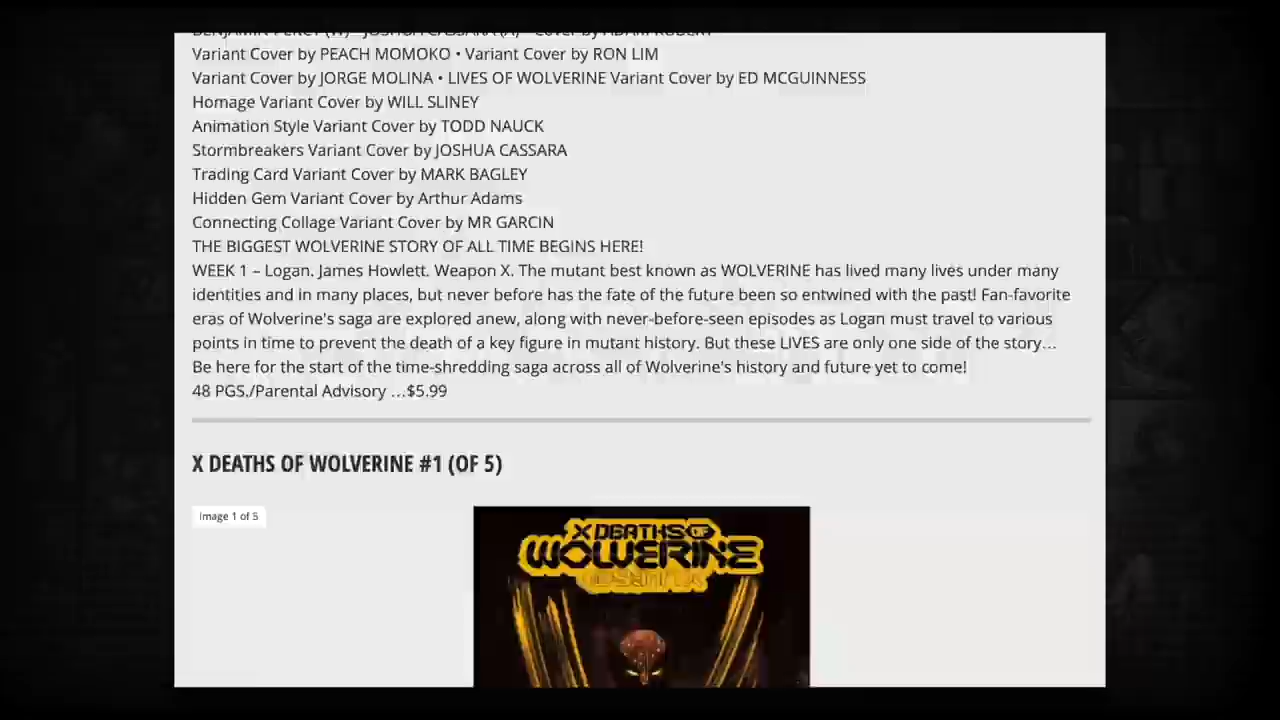 BENJAMIN PERCY (W) • JOSHUA CASSARA (A) • Cover by ADAM KUBERT
Variant Cover by PEACH MOMOKO • Variant Cover by RON LIM
Variant Cover by JORGE MOLINA • LIVES OF WOLVERINE Variant Cover by ED MCGUINNESS
Homage Variant Cover by WILL SLINEY
Animation Style Variant Cover by TODD NAUCK
Stormbreakers Variant Cover by JOSHUA CASSARA
Trading Card Variant Cover by MARK BAGLEY
Hidden Gem Variant Cover by Arthur Adams
Connecting Collage Variant Cover by MR GARCIN
THE BIGGEST WOLVERINE STORY OF ALL TIME BEGINS HERE!
WEEK 1 – Logan. James Howlett. Weapon X. The mutant best known as WOLVERINE has lived many lives under many
identities and in many places, but never before has the fate of the future been so entwined with the past! Fan-favorite
eras of Wolverine's saga are explored anew, along with never-before-seen episodes as Logan must travel to various
points in time to prevent the death of a key figure in mutant history. But these LIVES are only one side of the story…
Be here for the start of the time-shredding saga across all of Wolverine's history and future yet to come!
48 PGS./Parental Advisory …$5.99
X DEATHS OF WOLVERINE #1 (OF 5)
Image 1 of 5
X DEATHS OF
WOLVERINE